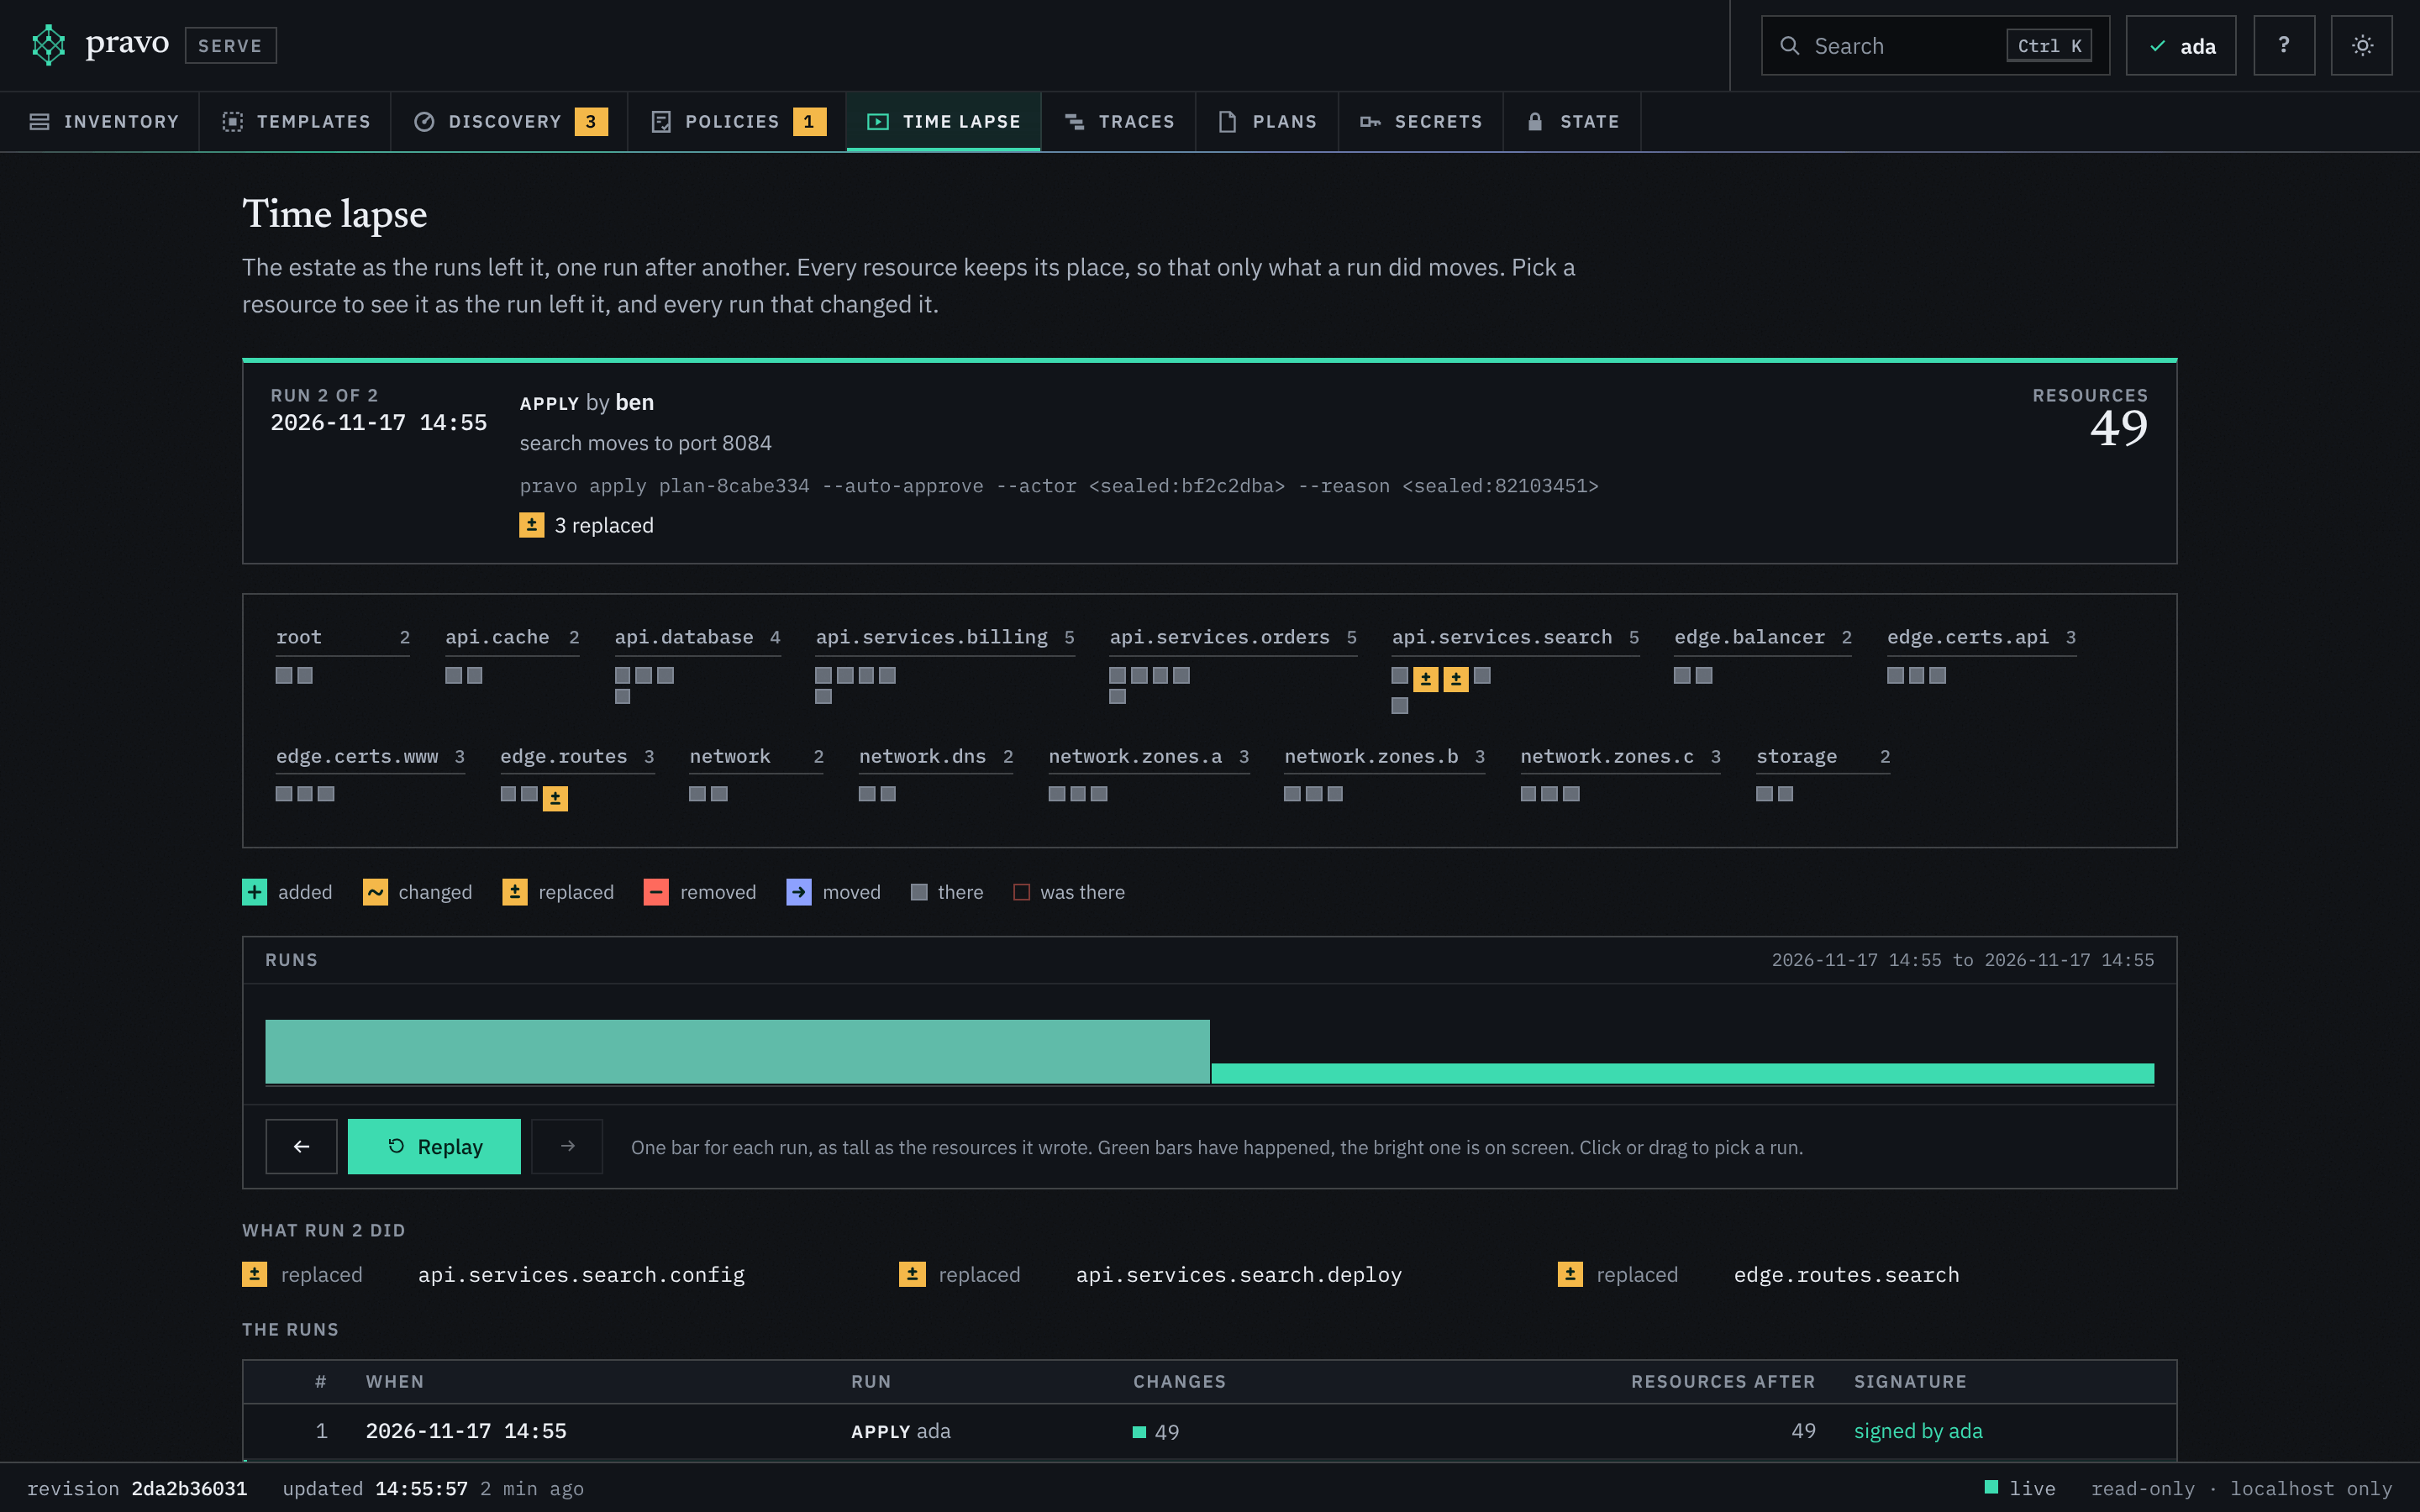 pravo SERVE Search Ctrl K ada ?
INVENTORY TEMPLATES DISCOVERY 3 POLICIES 1 TIME LAPSE TRACES PLANS SECRETS STATE
Time lapse
The estate as the runs left it, one run after another. Every resource keeps its place, so that only what a run did moves. Pick a
resource to see it as the run left it, and every run that changed it.
RUN 2 OF 2
2026-11-17 14:55
APPLY by ben
search moves to port 8084
pravo apply plan-8cabe334 --auto-approve --actor <sealed:bf2c2dba> --reason <sealed:82103451>
± 3 replaced
RESOURCES
49
root 2 api.cache 2 api.database 4 api.services.billing 5 api.services.orders 5 api.services.search 5 edge.balancer 2 edge.certs.api 3
± ±
edge.certs.www 3 edge.routes 3 network 2 network.dns 2 network.zones.a 3 network.zones.b 3 network.zones.c 3 storage 2
±
+ added ~ changed ± replaced − removed → moved there was there
RUNS 2026-11-17 14:55 to 2026-11-17 14:55
← Replay → One bar for each run, as tall as the resources it wrote. Green bars have happened, the bright one is on screen. Click or drag to pick a run.
WHAT RUN 2 DID
± replaced api.services.search.config ± replaced api.services.search.deploy ± replaced edge.routes.search
THE RUNS
# WHEN RUN CHANGES RESOURCES AFTER SIGNATURE
1 2026-11-17 14:55 APPLY ada 49 49 signed by ada
revision 2da2b36031 updated 14:55:57 2 min ago live read-only · localhost only